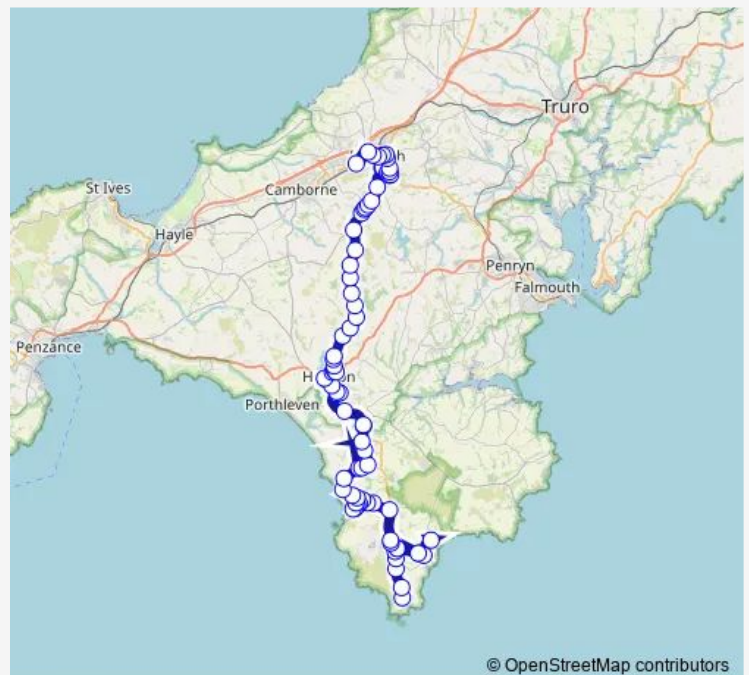 Truro
St Ives
Camborne
Hayle
Penryn
Falmouth
Penzance
Porthleven
© OpenStreetMap contributors